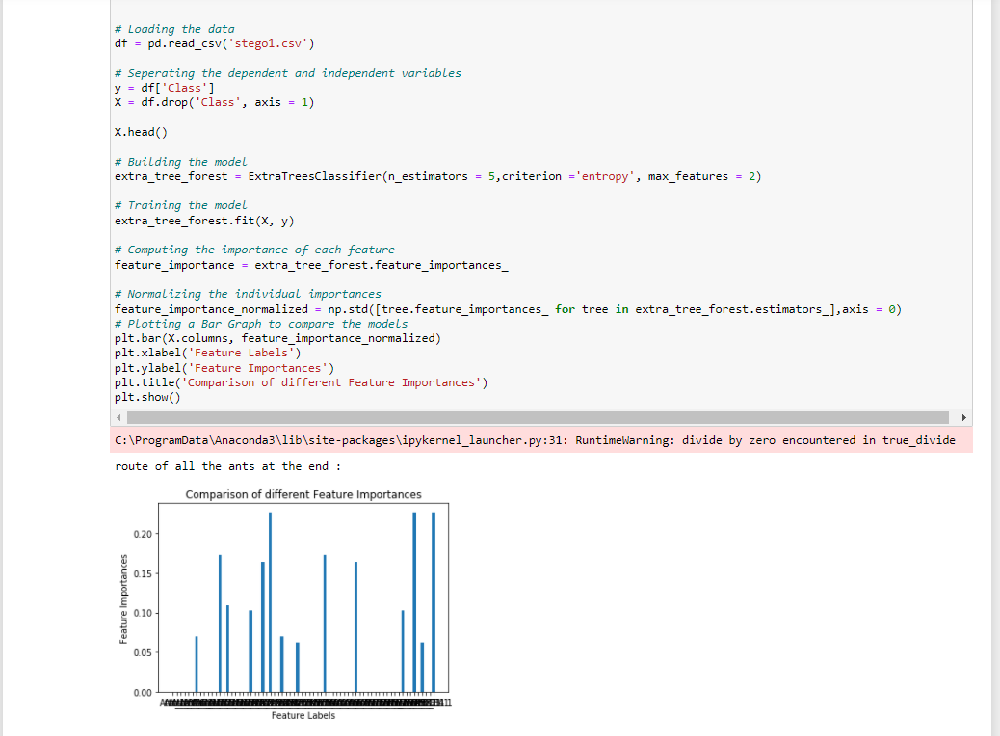 # Loading the data
df = pd.read_csv('stego1.csv')
# Seperating the dependent and independent variables
y = df['Class']
X = df.drop('Class', axis = 1)
X.head()
# Building the model
extra_tree_forest = ExtraTreesClassifier(n_estimators = 5,criterion ='entropy', max_features = 2)
# Training the model
extra_tree_forest.fit(X, y)
# Computing the importance of each feature
feature_importance = extra_tree_forest.feature_importances_
# Normalizing the individual importances
feature_importance_normalized = np.std([tree.feature_importances_ for tree in extra_tree_forest.estimators_],axis = 0)
# Plotting a Bar Graph to compare the models
plt.bar(X.columns, feature_importance_normalized)
plt.xlabel('Feature Labels')
plt.ylabel('Feature Importances')
plt.title('Comparison of different Feature Importances')
plt.show()
C:\ProgramData\Anaconda3\lib\site-packages\ipykernel_launcher.py:31: RuntimeWarning: divide by zero encountered in true_divide
route of all the ants at the end :
Comparison of different Feature Importances
Feature Importances
0.20
0.15
0.10
0.05
0.00
Feature Labels